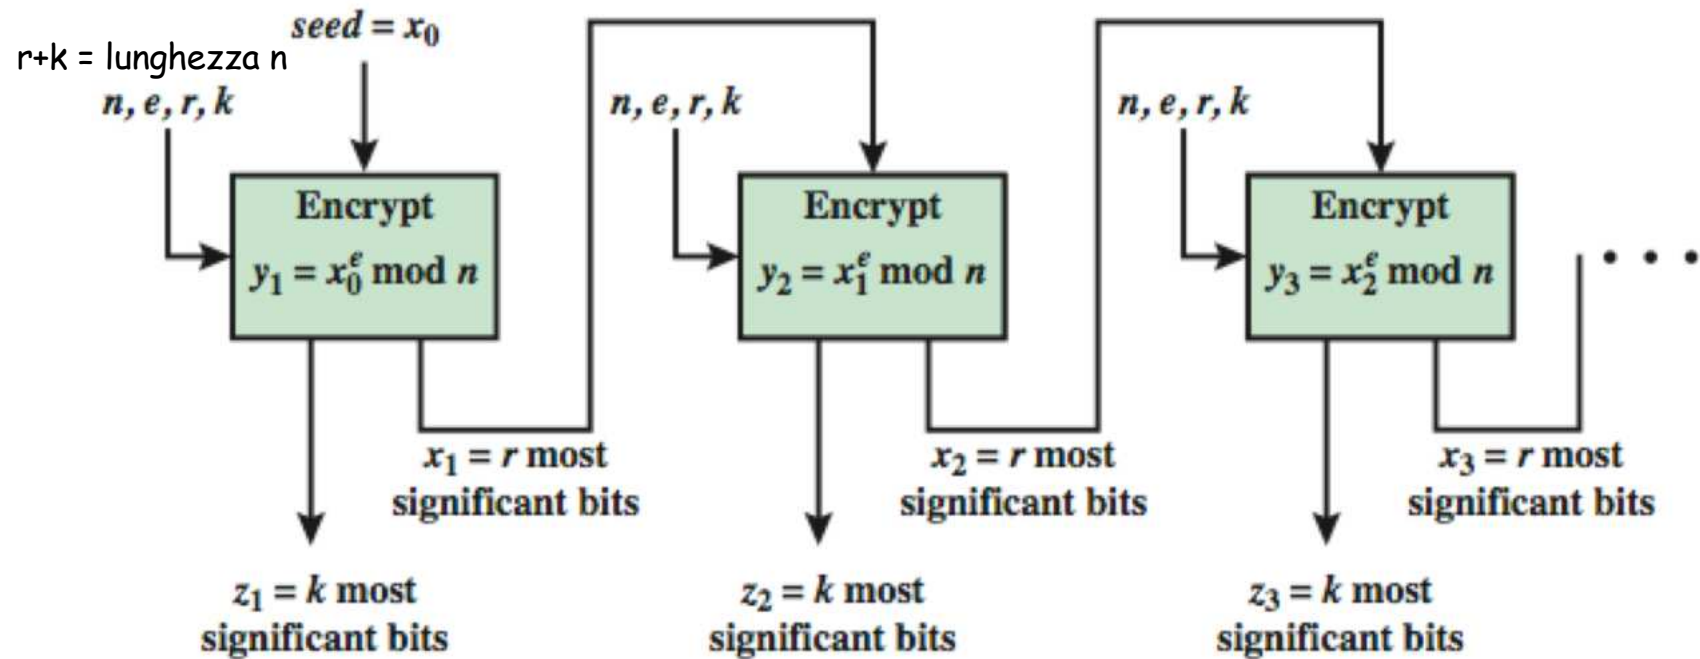 seed = x₀
r+k = lunghezza n
n, e, r, k
n, e, r, k
n, e, r, k
Encrypt
y₁ = x₀ᵉ mod n
Encrypt
y₂ = x₁ᵉ mod n
Encrypt
y₃ = x₂ᵉ mod n
• • •
x₁ = r most
significant bits
x₂ = r most
significant bits
x₃ = r most
significant bits
z₁ = k most
significant bits
z₂ = k most
significant bits
z₃ = k most
significant bits